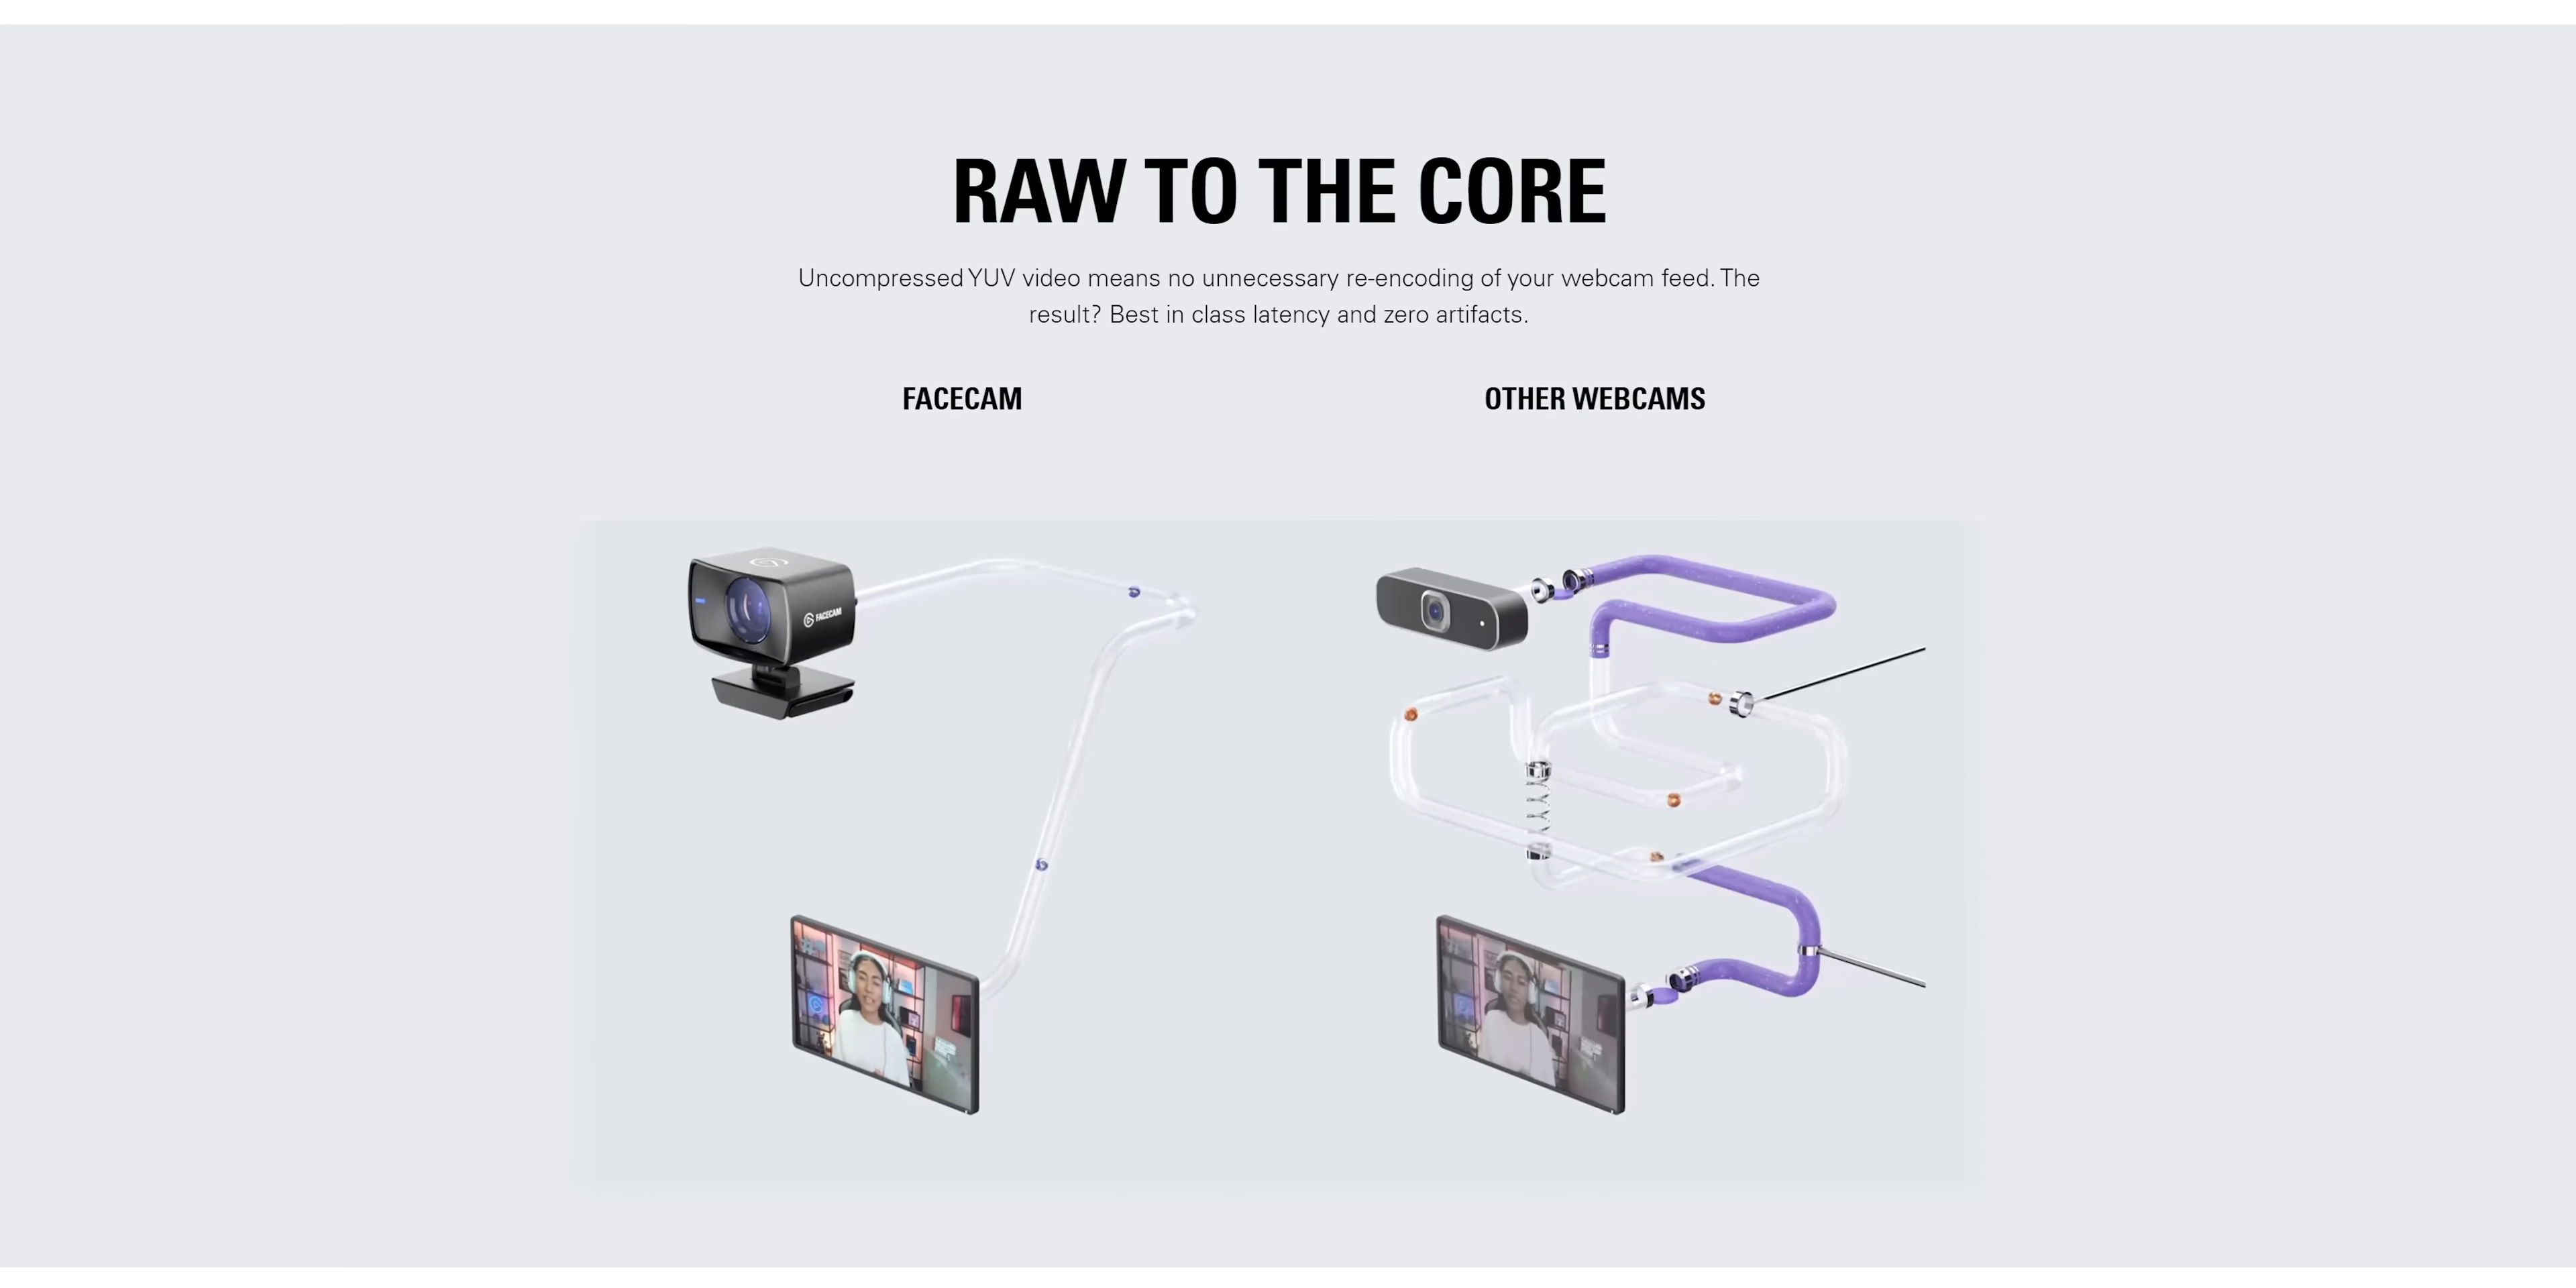 RAW TO THE CORE
Uncompressed YUV video means no unnecessary re-encoding of your webcam feed. The
result? Best in class latency and zero artifacts.
FACECAM
OTHER WEBCAMS
FACECAM